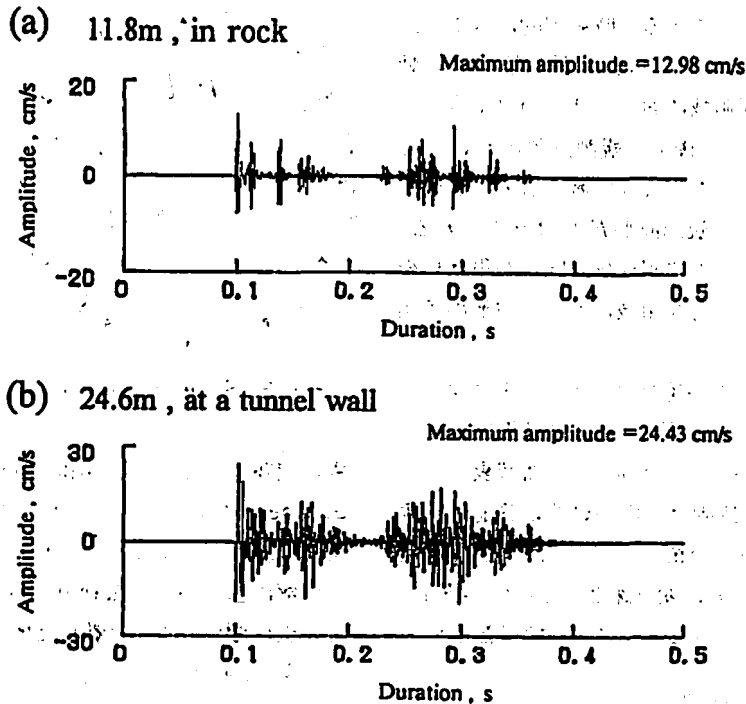 (a) 11.8m , in rock
Maximum amplitude =12.98 cm/s
20
0
-20
Amplitude , cm/s
0 0.1 0.2 0.3 0.4 0.5
Duration , s
(b) 24.6m , at a tunnel wall
Maximum amplitude =24.43 cm/s
30
0
-30
Amplitude , cm/s
0 0.1 0.2 0.3 0.4 0.5
Duration , s